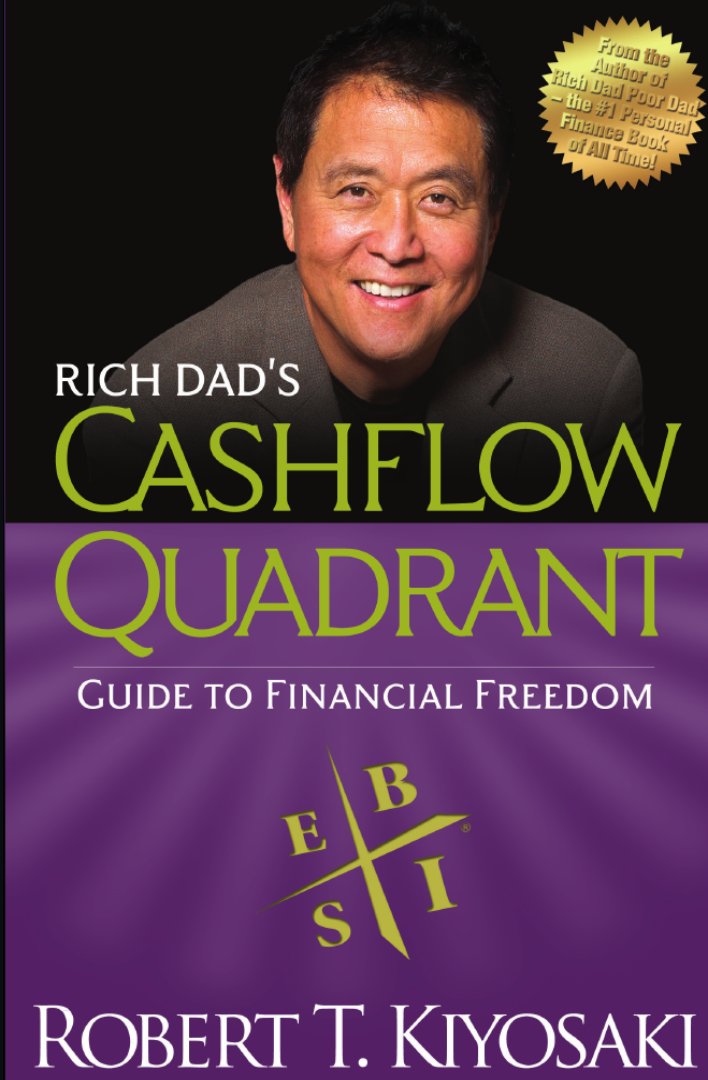 From the
Author of
Rich Dad Poor Dad
– the #1 Personal
Finance Book
of All Time!
RICH DAD'S
CASHFLOW
QUADRANT
GUIDE TO FINANCIAL FREEDOM
E B
S I ®
ROBERT T. KIYOSAKI